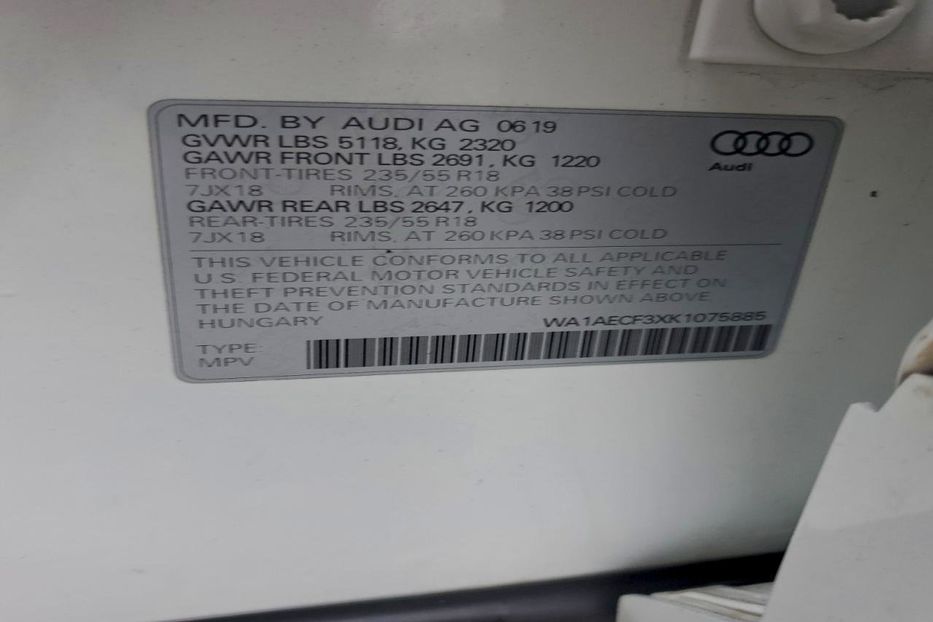 MFD. BY AUDI AG 06 19
GVWR LBS 5118, KG 2320
GAWR FRONT LBS 2691, KG 1220
FRONT-TIRES 235/55 R18
7JX18 RIMS, AT 260 KPA 38 PSI COLD
GAWR REAR LBS 2647, KG 1200
REAR-TIRES 235/55 R18
7JX18 RIMS, AT 260 KPA 38 PSI COLD
Audi
THIS VEHICLE CONFORMS TO ALL APPLICABLE
U.S. FEDERAL MOTOR VEHICLE SAFETY AND
THEFT PREVENTION STANDARDS IN EFFECT ON
THE DATE OF MANUFACTURE SHOWN ABOVE.
HUNGARY WA1AECF3XK1075885
TYPE:
MPV